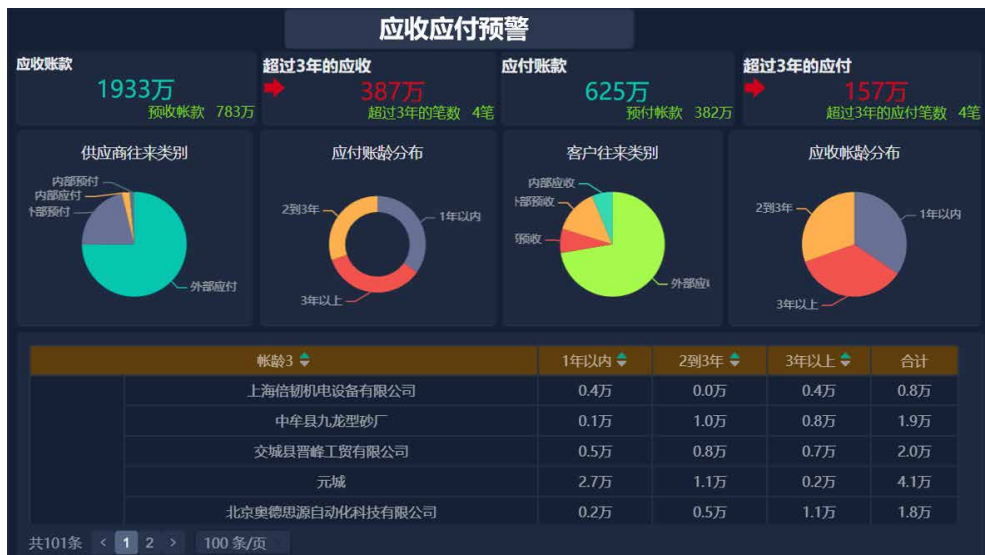 应收应付预警
应收账款
1933万
预收帐款 783万
超过3年的应收
387万
超过3年的笔数 4笔
应付账款
625万
预付帐款 382万
超过3年的应付
157万
超过3年的应付笔数 4笔
供应商往来类别
内部预付
内部应付
部预付
外部应付
应付账龄分布
2到3年
1年以内
3年以上
客户往来类别
内部应收
部预收
预收
外部应
应收帐龄分布
2到3年
1年以内
3年以上
帐龄3 1年以内 2到3年 3年以上 合计
上海倍韧机电设备有限公司 0.4万 0.0万 0.4万 0.8万
中牟县九龙型砂厂 0.1万 1.0万 0.8万 1.9万
交城县晋峰工贸有限公司 0.5万 0.8万 0.7万 2.0万
元城 2.7万 1.1万 0.2万 4.1万
北京奥德思源自动化科技有限公司 0.2万 0.5万 1.1万 1.8万
共101条 < 1 2 > 100 条/页